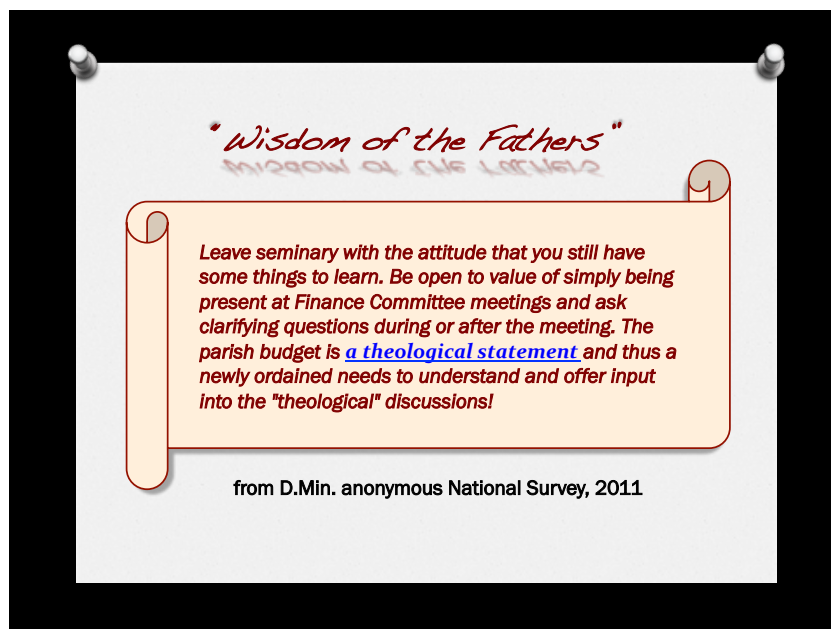 "Wisdom of the Fathers"
Leave seminary with the attitude that you still have
some things to learn. Be open to value of simply being
present at Finance Committee meetings and ask
clarifying questions during or after the meeting. The
parish budget is a theological statement and thus a
newly ordained needs to understand and offer input
into the "theological" discussions!
from D.Min. anonymous National Survey, 2011